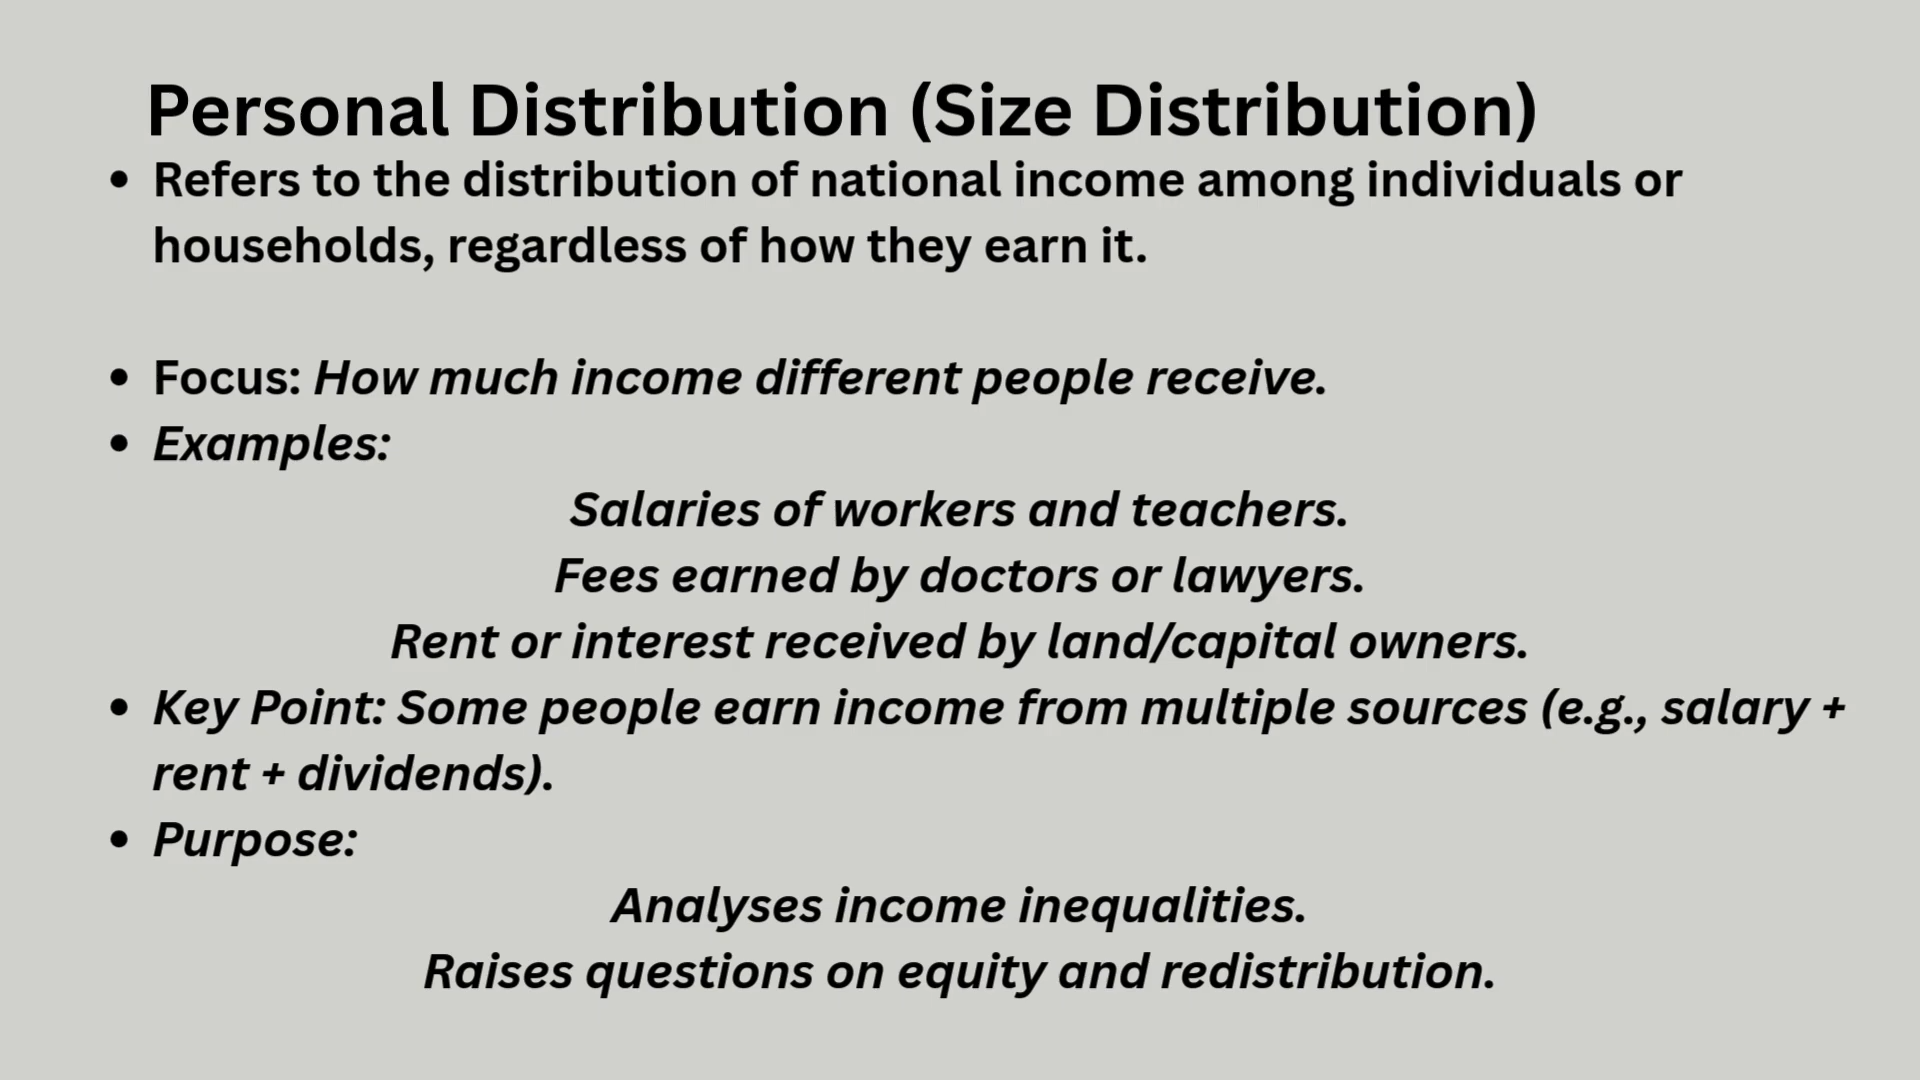 Personal Distribution (Size Distribution)
• Refers to the distribution of national income among individuals or
households, regardless of how they earn it.
• Focus: How much income different people receive.
• Examples:
Salaries of workers and teachers.
Fees earned by doctors or lawyers.
Rent or interest received by land/capital owners.
• Key Point: Some people earn income from multiple sources (e.g., salary +
rent + dividends).
• Purpose:
Analyses income inequalities.
Raises questions on equity and redistribution.